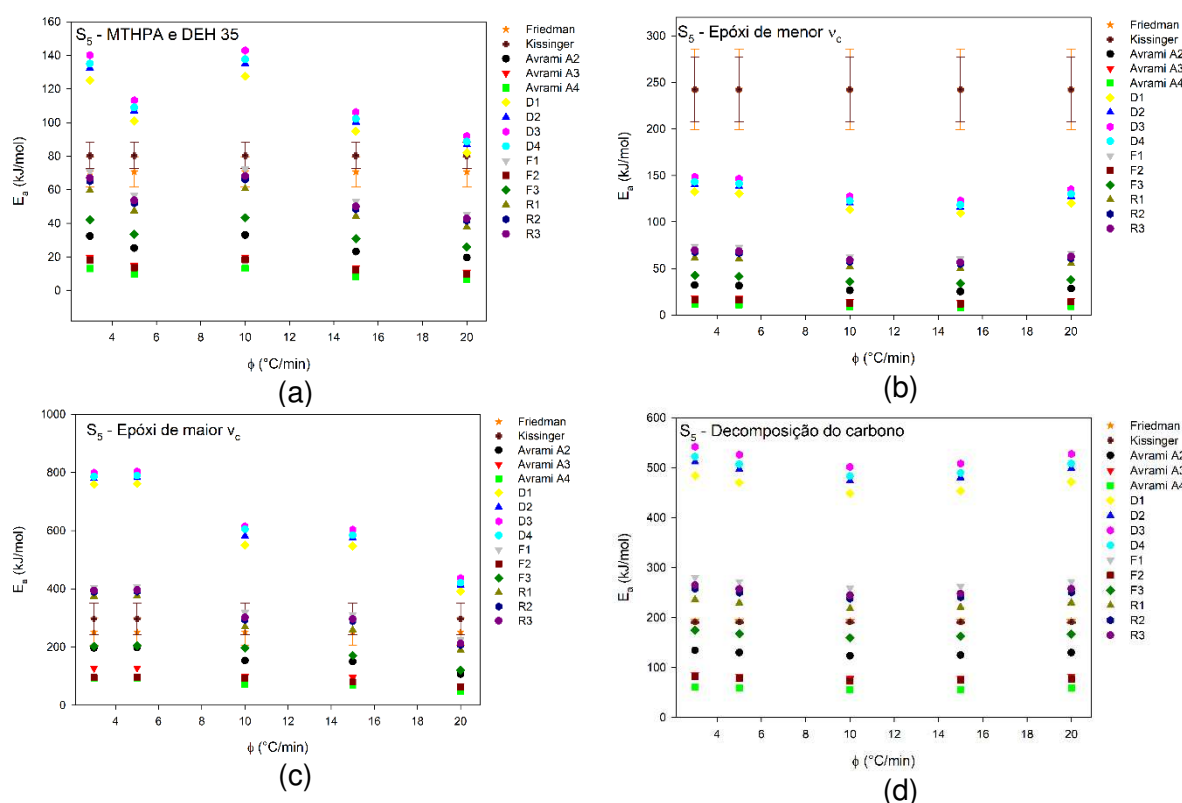 S5 - MTHPA e DEH 35
Ea (kJ/mol)
160
140
120
100
80
60
40
20
0
4 6 8 10 12 14 16 18 20
ϕ (°C/min)
Friedman
Kissinger
Avrami A2
Avrami A3
Avrami A4
D1
D2
D3
D4
F1
F2
F3
R1
R2
R3
(a)
S5 - Epóxi de menor νc
Ea (kJ/mol)
300
250
200
150
100
50
0
4 6 8 10 12 14 16 18 20
ϕ (°C/min)
Friedman
Kissinger
Avrami A2
Avrami A3
Avrami A4
D1
D2
D3
D4
F1
F2
F3
R1
R2
R3
(b)
S5 - Epóxi de maior νc
Ea (kJ/mol)
1000
800
600
400
200
0
4 6 8 10 12 14 16 18 20
ϕ (°C/min)
Friedman
Kissinger
Avrami A2
Avrami A3
Avrami A4
D1
D2
D3
D4
F1
F2
F3
R1
R2
R3
(c)
S5 - Decomposição do carbono
Ea (kJ/mol)
600
500
400
300
200
100
0
4 6 8 10 12 14 16 18 20
ϕ (°C/min)
Friedman
Kissinger
Avrami A2
Avrami A3
Avrami A4
D1
D2
D3
D4
F1
F2
F3
R1
R2
R3
(d)